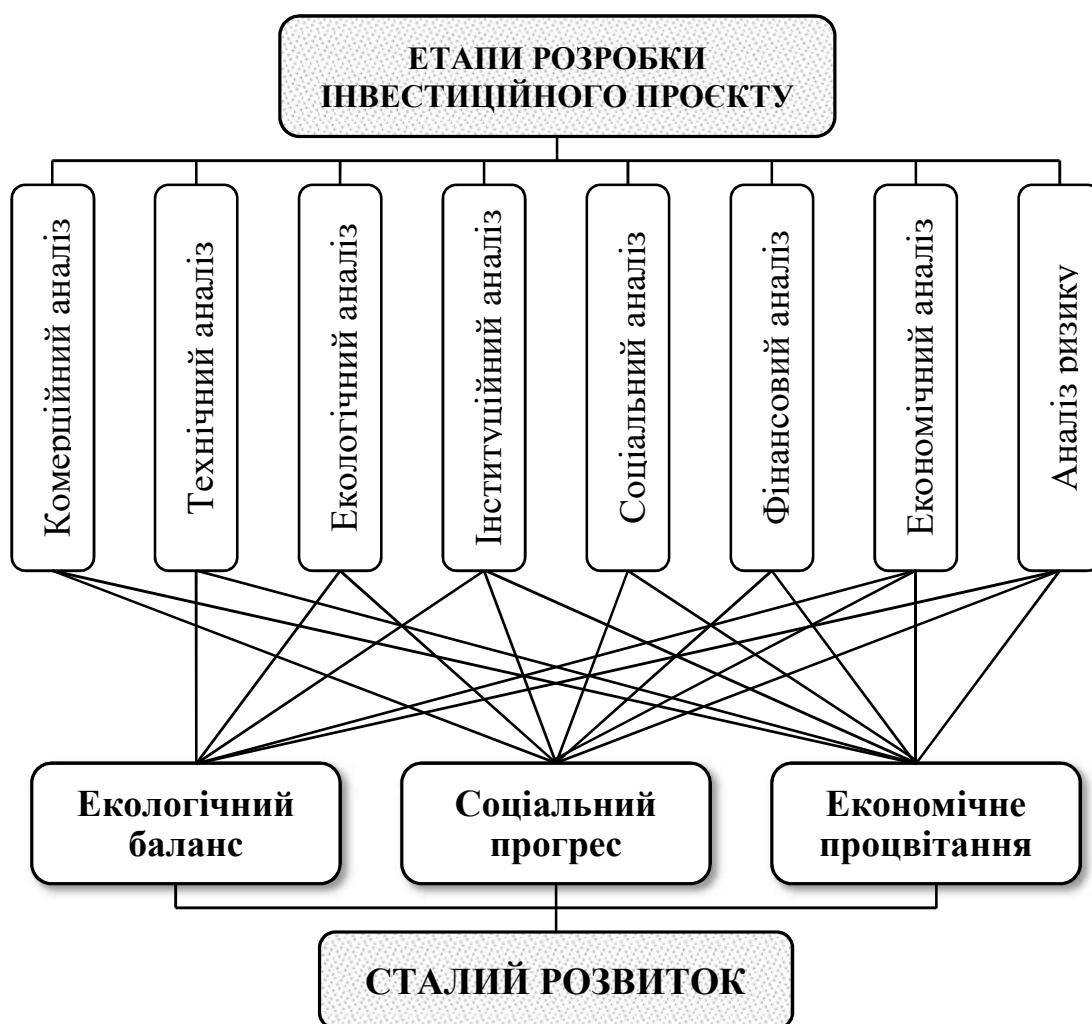 ЕТАПИ РОЗРОБКИ
ІНВЕСТИЦІЙНОГО ПРОЄКТУ
Комерційний аналіз
Технічний аналіз
Екологічний аналіз
Інституційний аналіз
Соціальний аналіз
Фінансовий аналіз
Економічний аналіз
Аналіз ризику
Екологічний
баланс
Соціальний
прогрес
Економічне
процвітання
СТАЛИЙ РОЗВИТОК